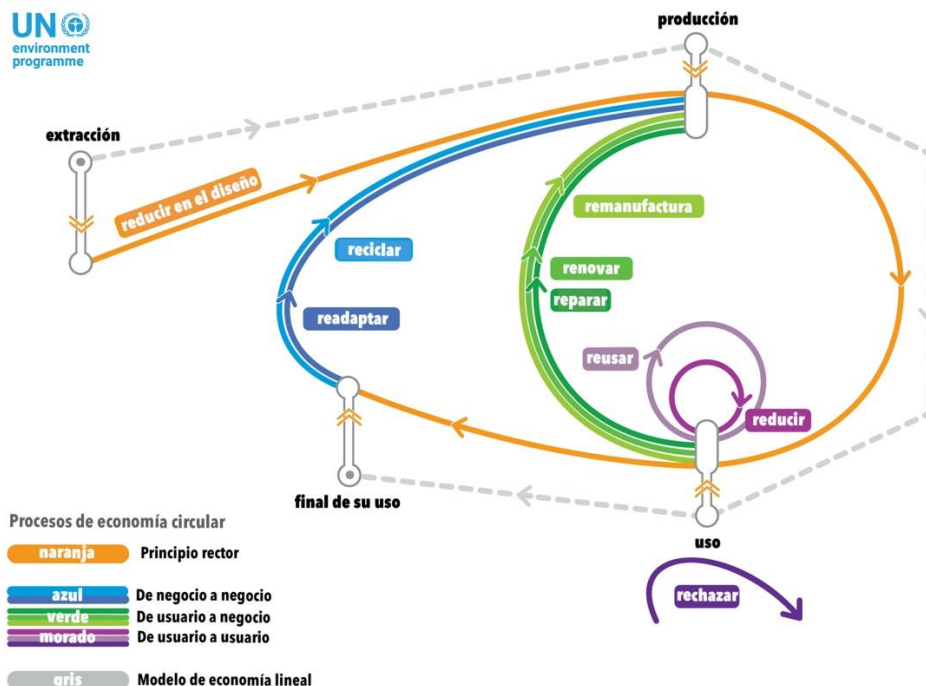 UN
environment
programme
producción
extracción
reducir en el diseño
remanufactura
reciclar
renovar
reparar
readaptar
reusar
reducir
final de su uso
uso
rechazar
Procesos de economía circular
naranja Principio rector
azul De negocio a negocio
verde De usuario a negocio
morado De usuario a usuario
gris Modelo de economía lineal